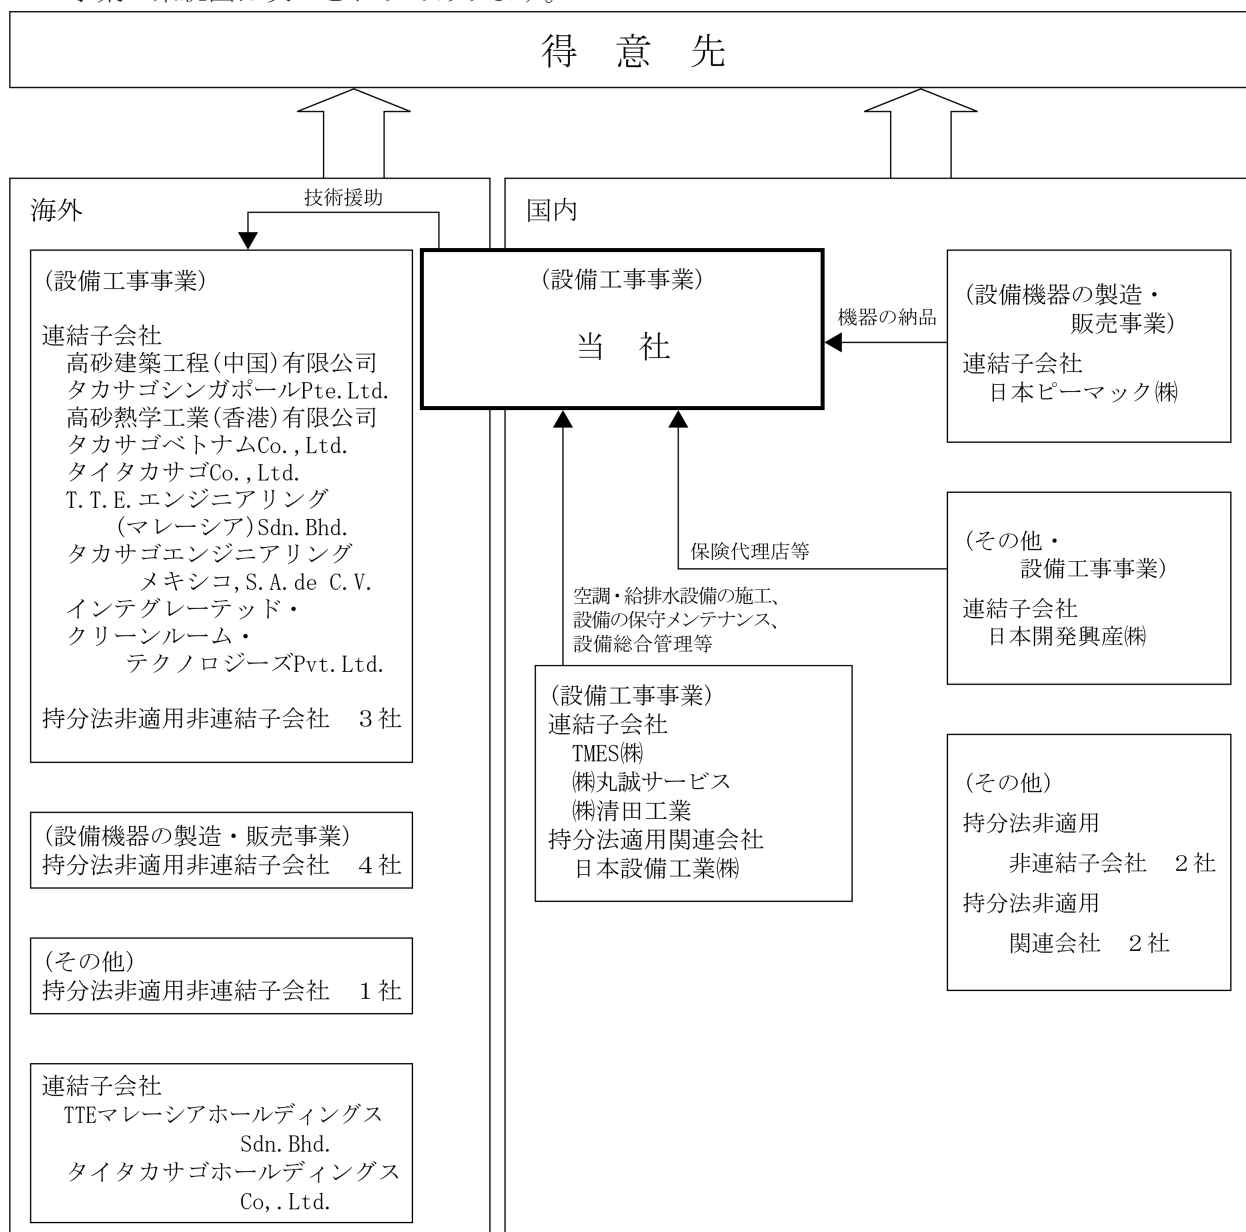 得 意 先
海外
技術援助
(設備工事事業)
連結子会社
高砂建築工程(中国)有限公司
タカサゴシンガポールPte.Ltd.
高砂熱学工業(香港)有限公司
タカサゴベトナムCo.,Ltd.
タイタカサゴCo.,Ltd.
T.T.E.エンジニアリング
(マレーシア)Sdn.Bhd.
タカサゴエンジニアリング
メキシコ,S.A.de C.V.
インテグレーテッド・
クリーンルーム・
テクノロジーズPvt.Ltd.
持分法非適用非連結子会社 3社
(設備機器の製造・販売事業)
持分法非適用非連結子会社 4社
(その他)
持分法非適用非連結子会社 1社
連結子会社
TTEマレーシアホールディングス
Sdn.Bhd.
タイタカサゴホールディングス
Co,.Ltd.
国内
(設備工事事業)
当 社
機器の納品
(設備機器の製造・
販売事業)
連結子会社
日本ピーマック㈱
保険代理店等
(その他・
設備工事事業)
連結子会社
日本開発興産㈱
空調・給排水設備の施工、
設備の保守メンテナンス、
設備総合管理等
(設備工事事業)
連結子会社
TMES㈱
㈱丸誠サービス
㈱清田工業
持分法適用関連会社
日本設備工業㈱
(その他)
持分法非適用
非連結子会社 2社
持分法非適用
関連会社 2社